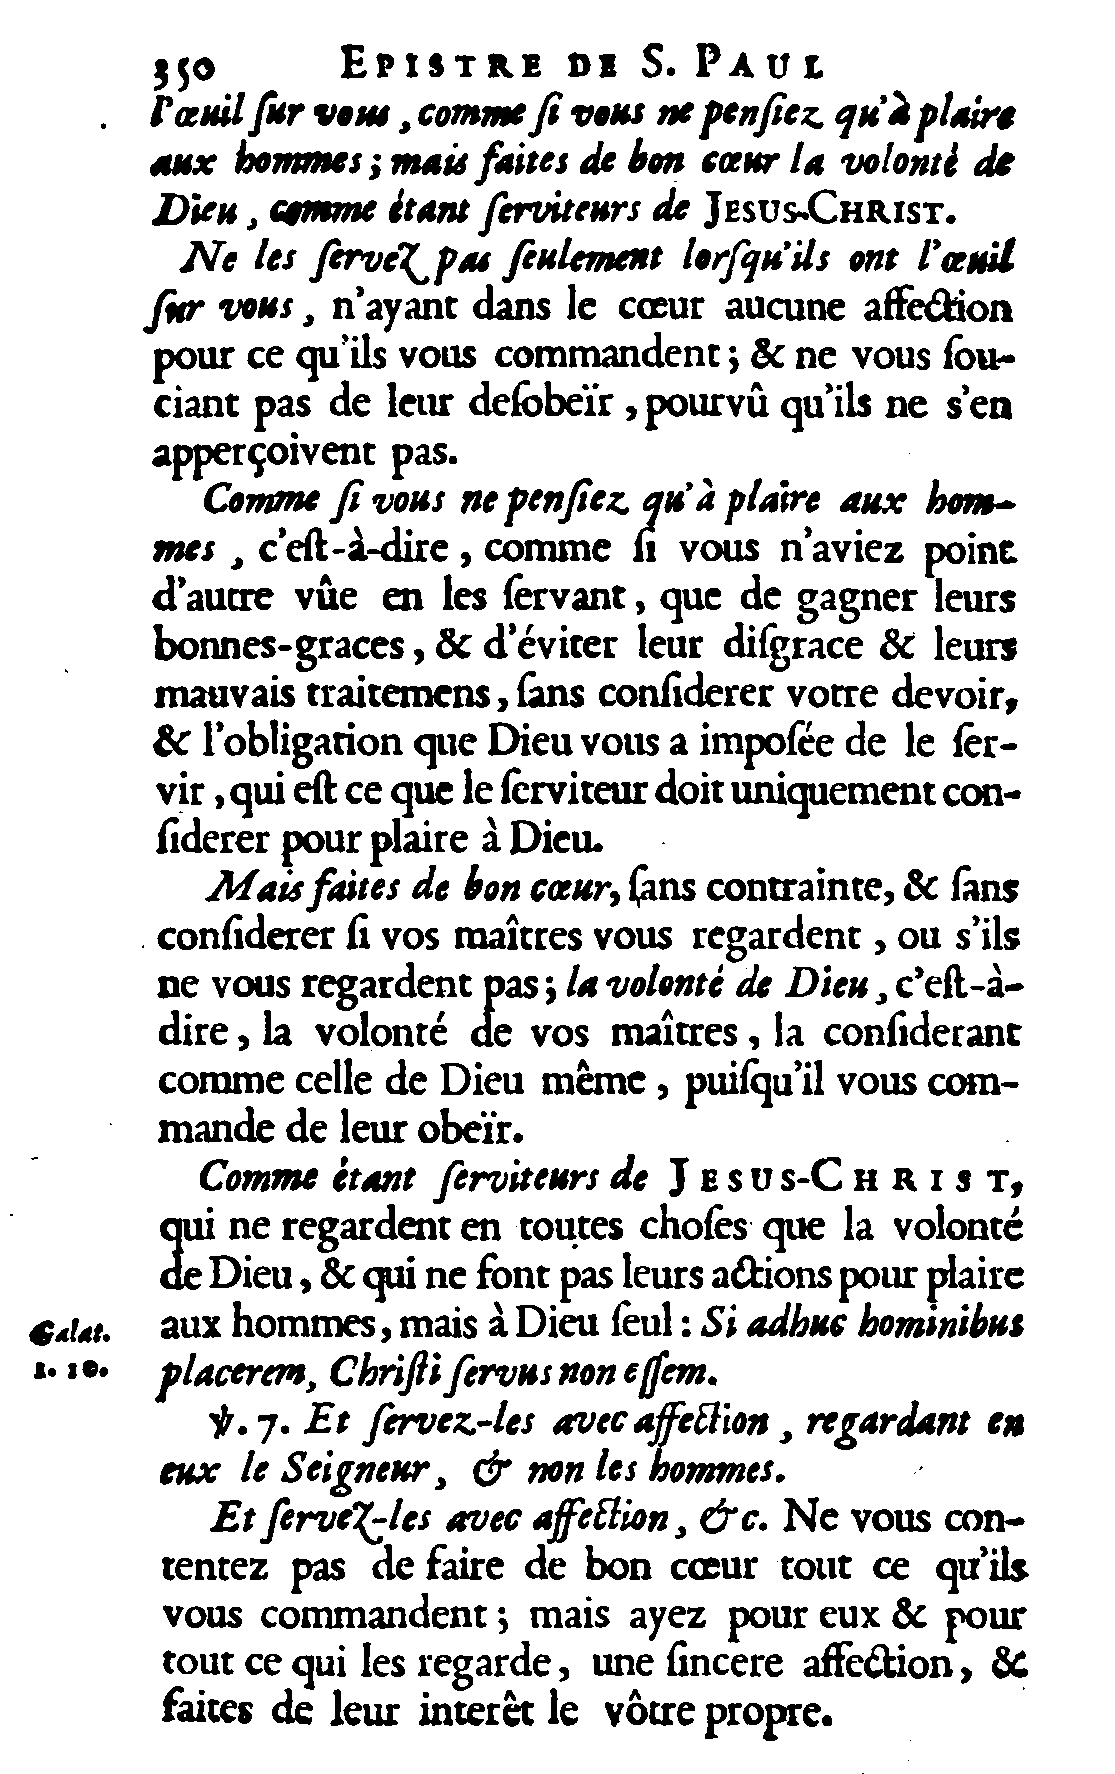 350 EPISTRE DE S. PAUL
l'œuil ſur vous, comme ſi vous ne penſiez qu'à plaire
aux hommes; mais faites de bon cœur la volonté de
Dieu, comme étant ſerviteurs de JESUS-CHRIST.
Ne les ſervez pas ſeulement lorſqu'ils ont l'œuil
ſur vous, n'ayant dans le cœur aucune affection
pour ce qu'ils vous commandent; & ne vous ſou-
ciant pas de leur deſobeïr, pourvû qu'ils ne s'en
apperçoivent pas.
Comme ſi vous ne penſiez qu'à plaire aux hom-
mes, c'eſt-à-dire, comme ſi vous n'aviez point
d'autre vûe en les ſervant, que de gagner leurs
bonnes-graces, & d'éviter leur diſgrace & leurs
mauvais traitemens, ſans conſiderer votre devoir,
& l'obligation que Dieu vous a impoſée de le ſer-
vir, qui eſt ce que le ſerviteur doit uniquement con-
ſiderer pour plaire à Dieu.
Mais faites de bon cœur, ſans contrainte, & ſans
conſiderer ſi vos maîtres vous regardent, ou s'ils
ne vous regardent pas; la volonté de Dieu, c'eſt-à-
dire, la volonté de vos maîtres, la conſiderant
comme celle de Dieu même, puiſqu'il vous com-
mande de leur obeïr.
Comme étant ſerviteurs de JESUS-CHRIST,
qui ne regardent en toutes choſes que la volonté
de Dieu, & qui ne font pas leurs actions pour plaire
aux hommes, mais à Dieu ſeul: Si adhuc hominibus
placerem, Chriſti ſervus non eſſem.
Galat.
1. 10.
℣. 7. Et ſervez-les avec affection, regardant en
eux le Seigneur, & non les hommes.
Et ſervez-les avec affection, &c. Ne vous con-
tentez pas de faire de bon cœur tout ce qu'ils
vous commandent; mais ayez pour eux & pour
tout ce qui les regarde, une ſincere affection, &
faites de leur interêt le vôtre propre.